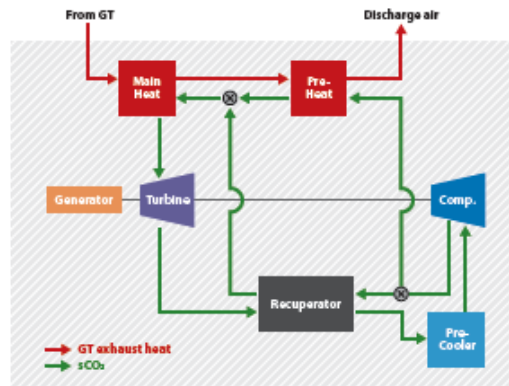 From GT
Discharge air
Main
Heat
Pre-
Heat
Generator
Turbine
Comp.
Recuperator
Pre-
Cooler
GT exhaust heat
sCO₂